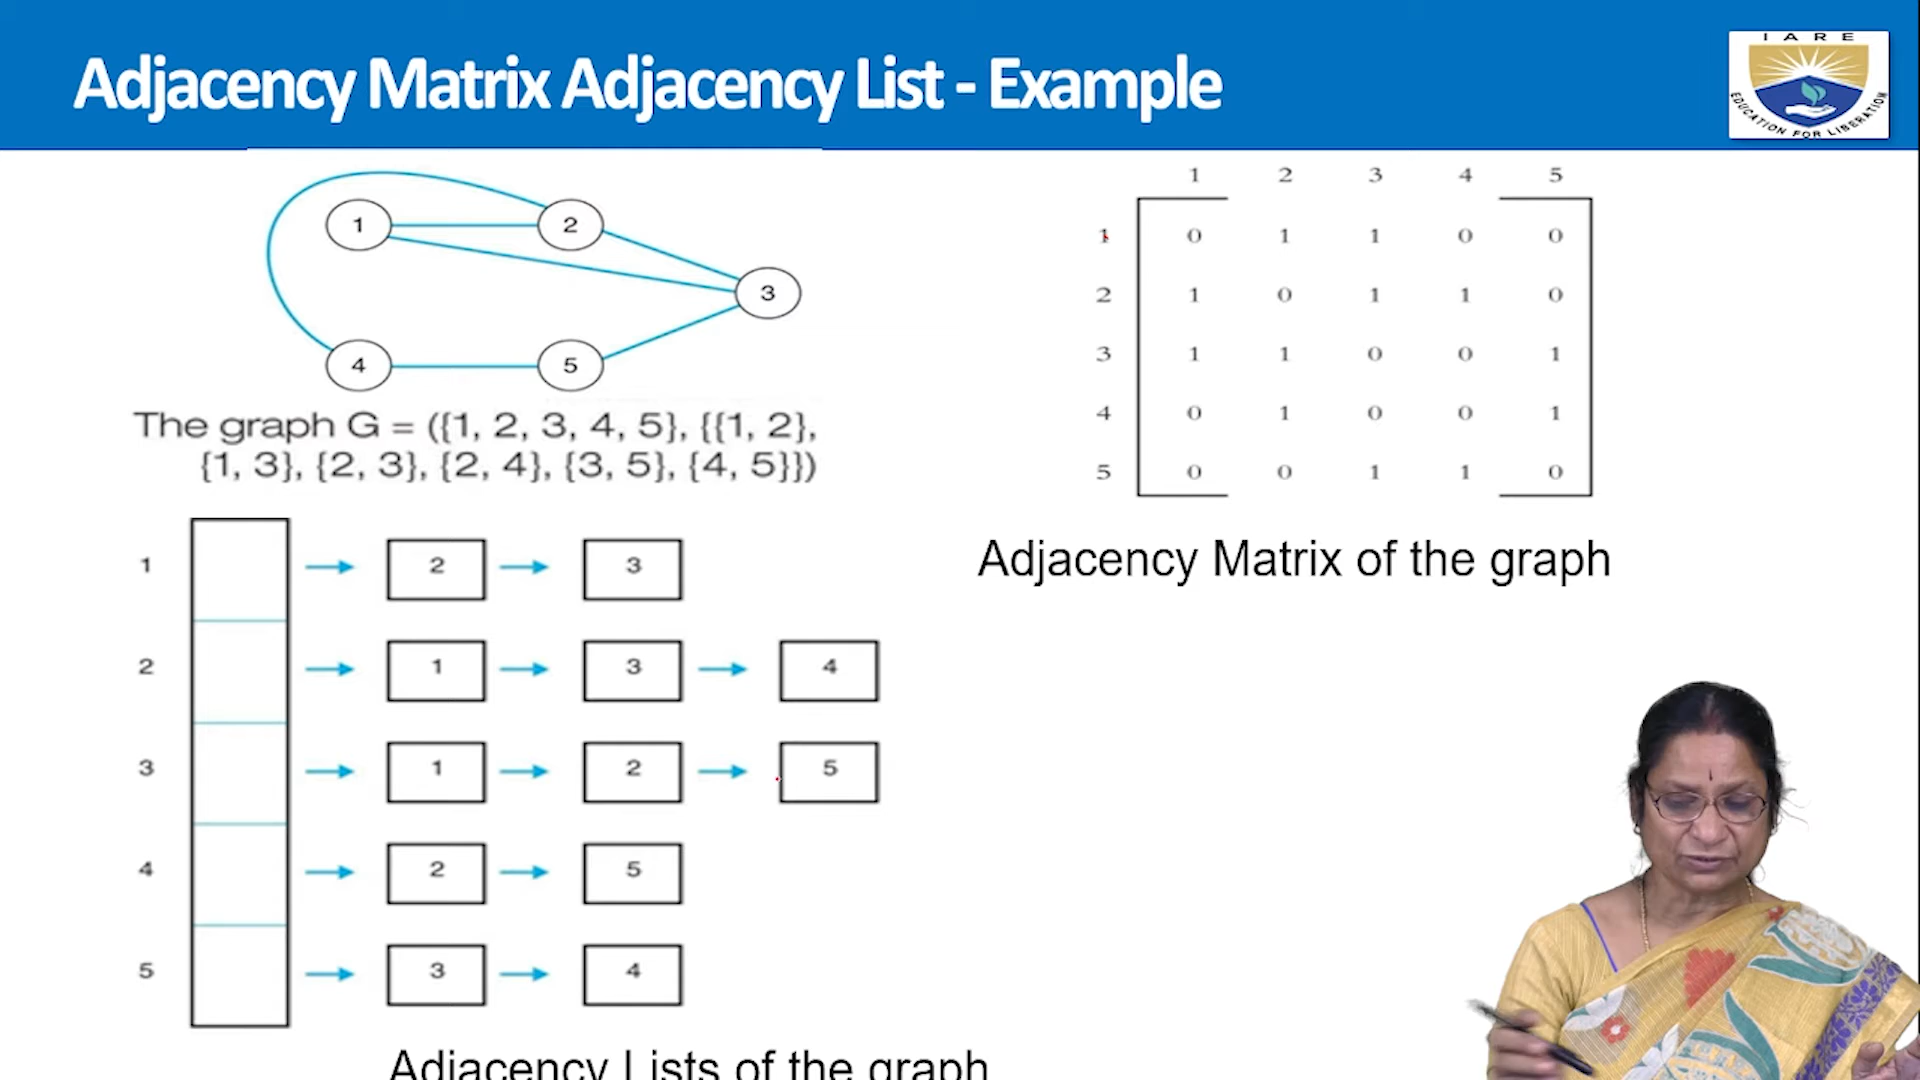 Adjacency Matrix Adjacency List - Example
IARE
EDUCATION FOR LIBERATION
1 2
3
4 5
The graph G = ({1, 2, 3, 4, 5}, {{1, 2},
{1, 3}, {2, 3}, {2, 4}, {3, 5}, {4, 5}})
1 2 3 4 5
1 0 1 1 0 0
2 1 0 1 1 0
3 1 1 0 0 1
4 0 1 0 0 1
5 0 0 1 1 0
Adjacency Matrix of the graph
1 2 3
2 1 3 4
3 1 2 5
4 2 5
5 3 4
Adjacency Lists of the graph